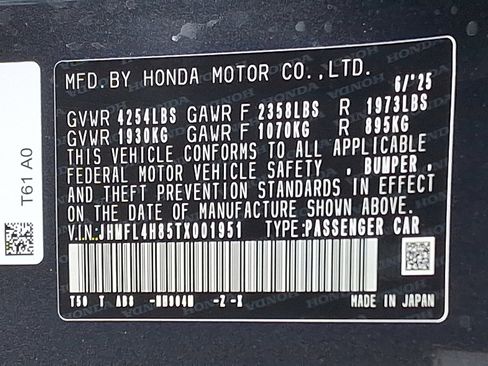 MFD. BY HONDA MOTOR CO.,LTD. 6/'25
GVWR 4254LBS GAWR F 2358LBS R 1973LBS
GVWR 1930KG GAWR F 1070KG R 895KG
THIS VEHICLE CONFORMS TO ALL APPLICABLE
FEDERAL MOTOR VEHICLE SAFETY , BUMPER ,
AND THEFT PREVENTION STANDARDS IN EFFECT
ON THE DATE OF MANUFACTURE SHOWN ABOVE.
V.I.N:JHMFL4H85TX001951 TYPE:PASSENGER CAR
MADE IN JAPAN
T61 A0